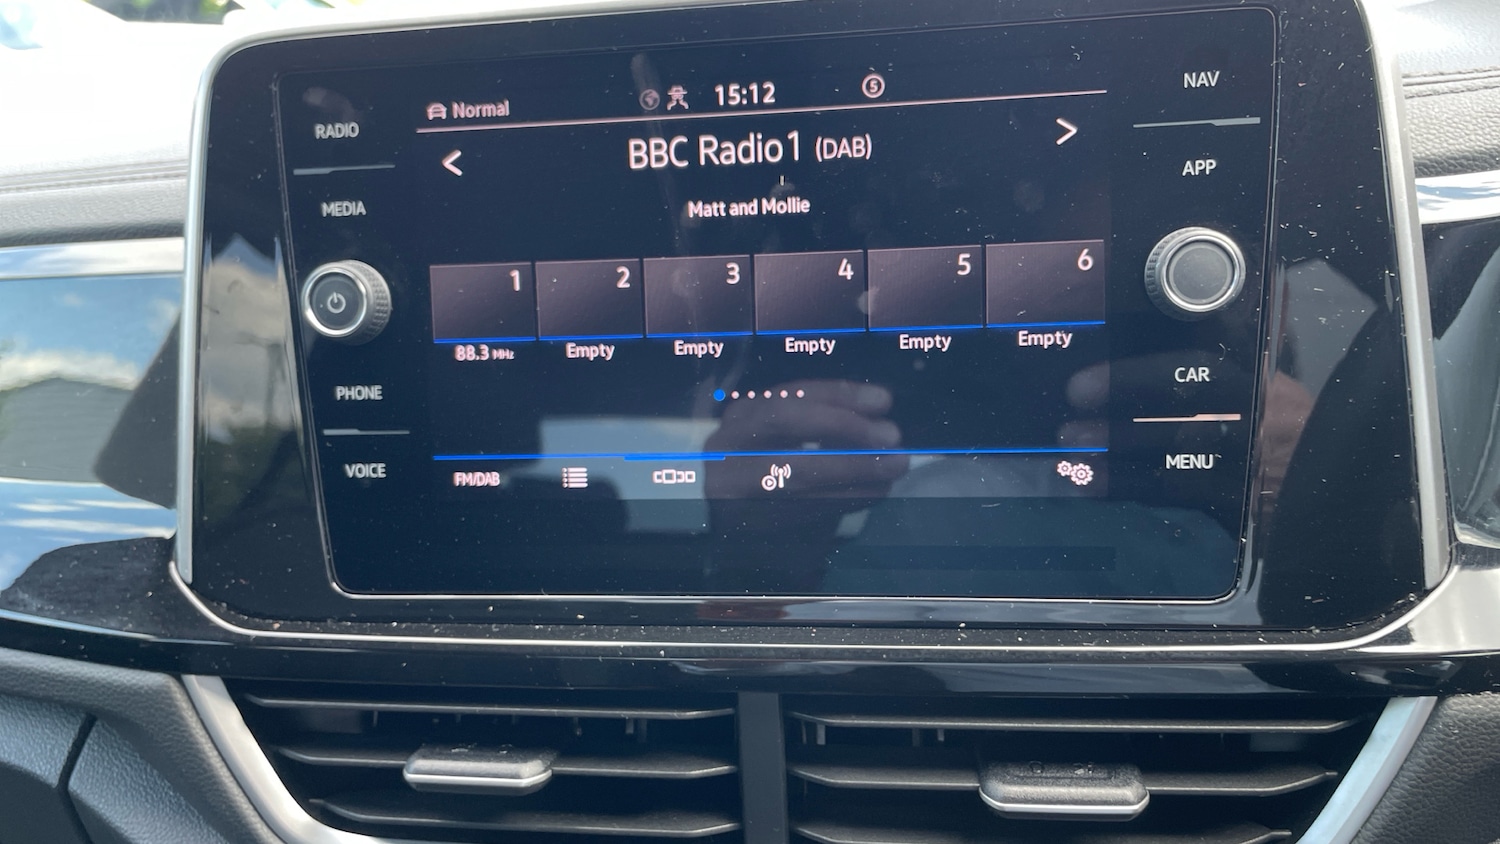 RADIO
MEDIA
PHONE
VOICE
Normal
15:12
5
BBC Radio 1 (DAB)
Matt and Mollie
1 2 3 4 5 6
88.3 MHz Empty Empty Empty Empty Empty
FM/DAB
NAV
APP
CAR
MENU